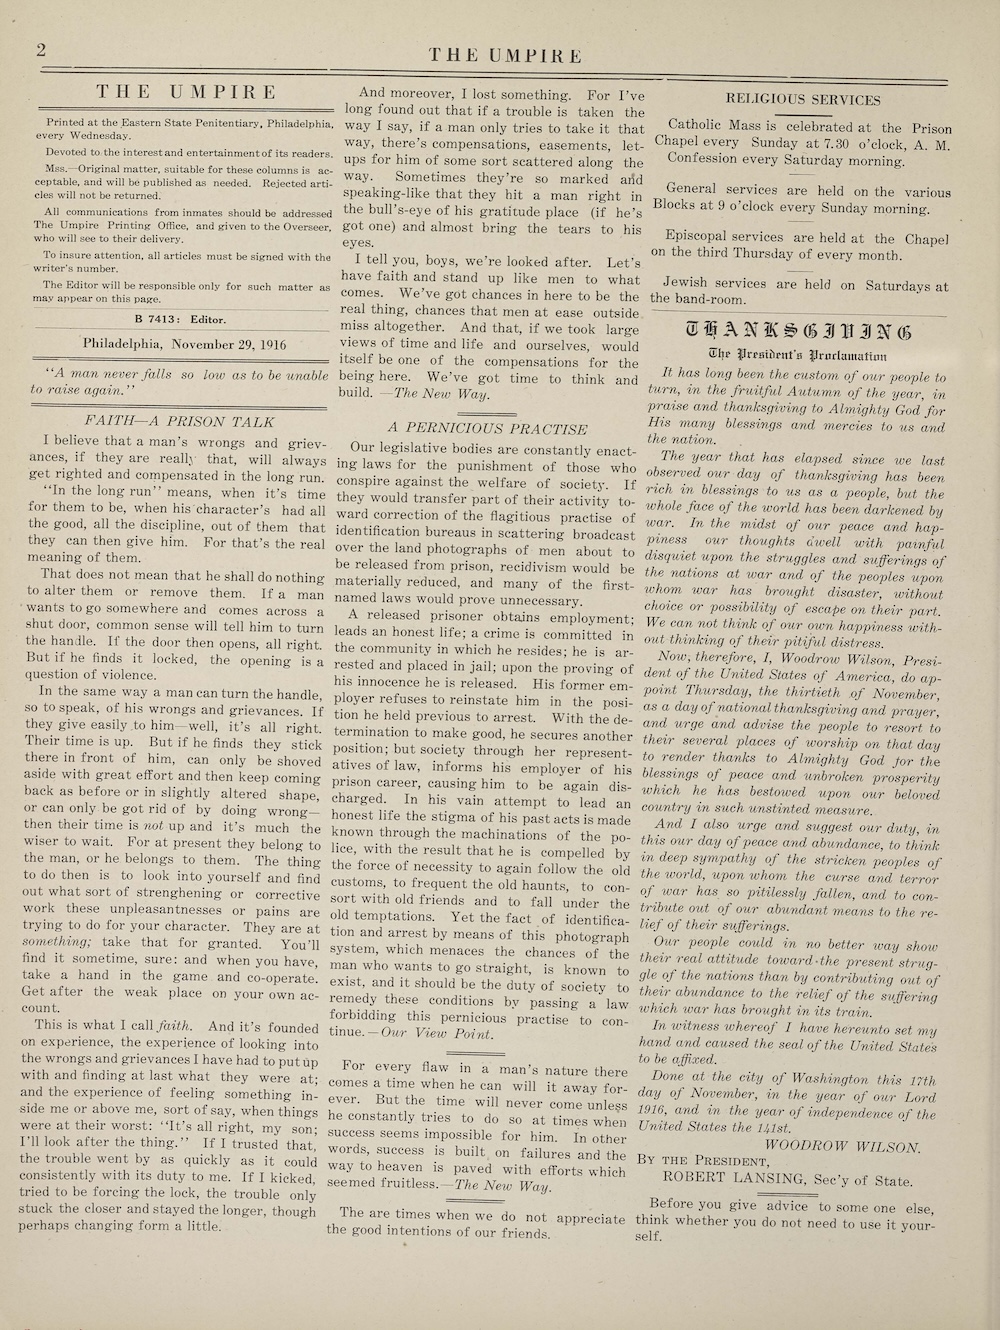 2
THE UMPIRE
THE UMPIRE
Printed at the Eastern State Penitentiary, Philadelphia,
every Wednesday.
Devoted to the interest and entertainment of its readers.
Mss.—Original matter, suitable for these columns is ac-
ceptable, and will be published as needed. Rejected arti-
cles will not be returned.
All communications from inmates should be addressed
The Umpire Printing Office, and given to the Overseer,
who will see to their delivery.
To insure attention, all articles must be signed with the
writer's number.
The Editor will be responsible only for such matter as
may appear on this page.
B 7413: Editor.
Philadelphia, November 29, 1916
"A man never falls so low as to be unable
to raise again."
FAITH—A PRISON TALK
I believe that a man's wrongs and griev-
ances, if they are really that, will always
get righted and compensated in the long run.
"In the long run" means, when it's time
for them to be, when his character's had all
the good, all the discipline, out of them that
they can then give him. For that's the real
meaning of them.
That does not mean that he shall do nothing
to alter them or remove them. If a man
wants to go somewhere and comes across a
shut door, common sense will tell him to turn
the handle. If the door then opens, all right.
But if he finds it locked, the opening is a
question of violence.
In the same way a man can turn the handle,
so to speak, of his wrongs and grievances. If
they give easily to him—well, it's all right.
Their time is up. But if he finds they stick
there in front of him, can only be shoved
aside with great effort and then keep coming
back as before or in slightly altered shape,
or can only be got rid of by doing wrong—
then their time is not up and it's much the
wiser to wait. For at present they belong to
the man, or he belongs to them. The thing
to do then is to look into yourself and find
out what sort of strenghening or corrective
work these unpleasantnesses or pains are
trying to do for your character. They are at
something; take that for granted. You'll
find it sometime, sure: and when you have,
take a hand in the game and co-operate.
Get after the weak place on your own ac-
count.
This is what I call faith. And it's founded
on experience, the experience of looking into
the wrongs and grievances I have had to put up
with and finding at last what they were at;
and the experience of feeling something in-
side me or above me, sort of say, when things
were at their worst: "It's all right, my son;
I'll look after the thing." If I trusted that,
the trouble went by as quickly as it could
consistently with its duty to me. If I kicked,
tried to be forcing the lock, the trouble only
stuck the closer and stayed the longer, though
perhaps changing form a little.
And moreover, I lost something. For I've
long found out that if a trouble is taken the
way I say, if a man only tries to take it that
way, there's compensations, easements, let-
ups for him of some sort scattered along the
way. Sometimes they're so marked and
speaking-like that they hit a man right in
the bull's-eye of his gratitude place (if he's
got one) and almost bring the tears to his
eyes.
I tell you, boys, we're looked after. Let's
have faith and stand up like men to what
comes. We've got chances in here to be the
real thing, chances that men at ease outside
miss altogether. And that, if we took large
views of time and life and ourselves, would
itself be one of the compensations for the
being here. We've got time to think and
build. —The New Way.
A PERNICIOUS PRACTISE
Our legislative bodies are constantly enact-
ing laws for the punishment of those who
conspire against the welfare of society. If
they would transfer part of their activity to-
ward correction of the flagitious practise of
identification bureaus in scattering broadcast
over the land photographs of men about to
be released from prison, recidivism would be
materially reduced, and many of the first-
named laws would prove unnecessary.
A released prisoner obtains employment;
leads an honest life; a crime is committed in
the community in which he resides; he is ar-
rested and placed in jail; upon the proving of
his innocence he is released. His former em-
ployer refuses to reinstate him in the posi-
tion he held previous to arrest. With the de-
termination to make good, he secures another
position; but society through her represent-
atives of law, informs his employer of his
prison career, causing him to be again dis-
charged. In his vain attempt to lead an
honest life the stigma of his past acts is made
known through the machinations of the po-
lice, with the result that he is compelled by
the force of necessity to again follow the old
customs, to frequent the old haunts, to con-
sort with old friends and to fall under the
old temptations. Yet the fact of identifica-
tion and arrest by means of this photograph
system, which menaces the chances of the
man who wants to go straight, is known to
exist, and it should be the duty of society to
remedy these conditions by passing a law
forbidding this pernicious practise to con-
tinue.—Our View Point.
For every flaw in a man's nature there
comes a time when he can will it away for-
ever. But the time will never come unless
he constantly tries to do so at times when
success seems impossible for him. In other
words, success is built on failures and the
way to heaven is paved with efforts which
seemed fruitless.—The New Way.
The are times when we do not appreciate
the good intentions of our friends.
RELIGIOUS SERVICES
Catholic Mass is celebrated at the Prison
Chapel every Sunday at 7.30 o'clock, A. M.
Confession every Saturday morning.
General services are held on the various
Blocks at 9 o'clock every Sunday morning.
Episcopal services are held at the Chapel
on the third Thursday of every month.
Jewish services are held on Saturdays at
the band-room.
THANKSGIVING
The President's Proclamation
It has long been the custom of our people to
turn, in the fruitful Autumn of the year, in
praise and thanksgiving to Almighty God for
His many blessings and mercies to us and
the nation.
The year that has elapsed since we last
observed our day of thanksgiving has been
rich in blessings to us as a people, but the
whole face of the world has been darkened by
war. In the midst of our peace and hap-
piness our thoughts dwell with painful
disquiet upon the struggles and sufferings of
the nations at war and of the peoples upon
whom war has brought disaster, without
choice or possibility of escape on their part.
We can not think of our own happiness with-
out thinking of their pitiful distress.
Now, therefore, I, Woodrow Wilson, Presi-
dent of the United States of America, do ap-
point Thursday, the thirtieth of November,
as a day of national thanksgiving and prayer,
and urge and advise the people to resort to
their several places of worship on that day
to render thanks to Almighty God for the
blessings of peace and unbroken prosperity
which he has bestowed upon our beloved
country in such unstinted measure.
And I also urge and suggest our duty, in
this our day of peace and abundance, to think
in deep sympathy of the stricken peoples of
the world, upon whom the curse and terror
of war has so pitilessly fallen, and to con-
tribute out of our abundant means to the re-
lief of their sufferings.
Our people could in no better way show
their real attitude toward the present strug-
gle of the nations than by contributing out of
their abundance to the relief of the suffering
which war has brought in its train.
In witness whereof I have hereunto set my
hand and caused the seal of the United States
to be affixed.
Done at the city of Washington this 17th
day of November, in the year of our Lord
1916, and in the year of independence of the
United States the 141st.
WOODROW WILSON.
BY THE PRESIDENT,
ROBERT LANSING, Sec'y of State.
Before you give advice to some one else,
think whether you do not need to use it your-
self.